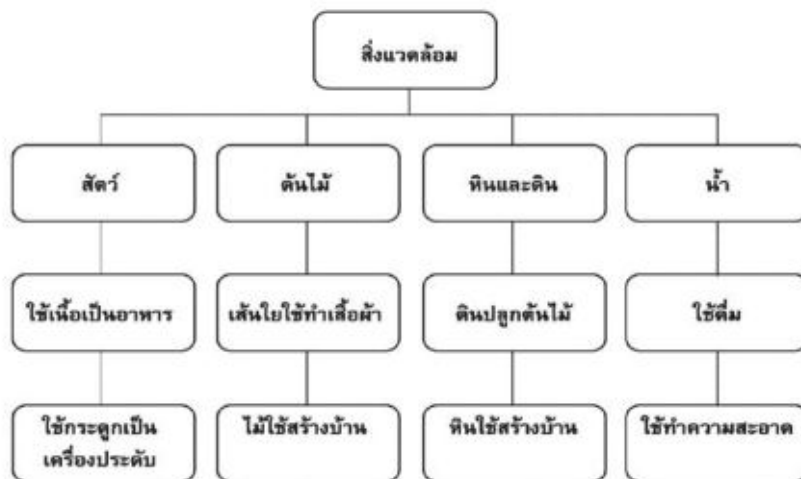 สิ่งแวดล้อม
สัตว์
ต้นไม้
หินและดิน
น้ำ
ใช้เนื้อเป็นอาหาร
เส้นใยใช้ทำเสื้อผ้า
ดินปลูกต้นไม้
ใช้ดื่ม
ใช้กระดูกเป็น
เครื่องประดับ
ไม้ใช้สร้างบ้าน
หินใช้สร้างบ้าน
ใช้ทำความสะอาด